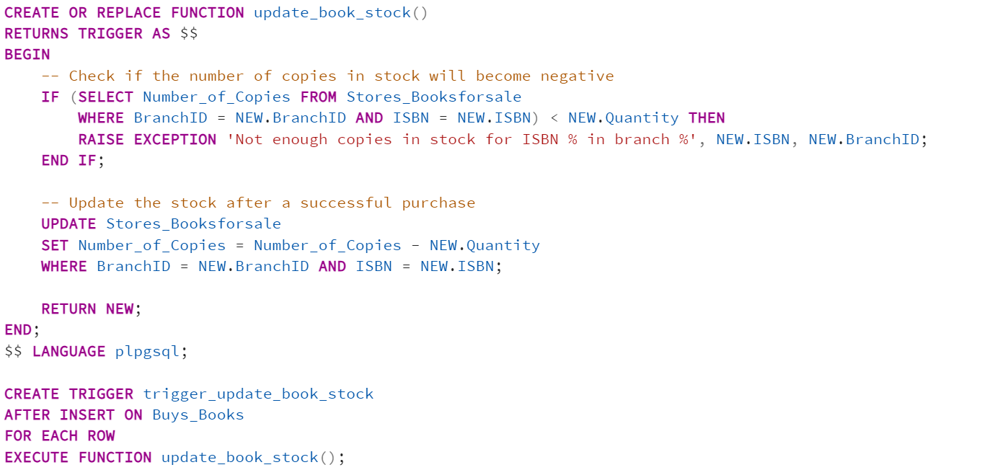 CREATE OR REPLACE FUNCTION update_book_stock()
RETURNS TRIGGER AS $$
BEGIN
    -- Check if the number of copies in stock will become negative
    IF (SELECT Number_of_Copies FROM Stores_Booksforsale
        WHERE BranchID = NEW.BranchID AND ISBN = NEW.ISBN) < NEW.Quantity THEN
        RAISE EXCEPTION 'Not enough copies in stock for ISBN % in branch %', NEW.ISBN, NEW.BranchID;
    END IF;

    -- Update the stock after a successful purchase
    UPDATE Stores_Booksforsale
    SET Number_of_Copies = Number_of_Copies - NEW.Quantity
    WHERE BranchID = NEW.BranchID AND ISBN = NEW.ISBN;

    RETURN NEW;
END;
$$ LANGUAGE plpgsql;

CREATE TRIGGER trigger_update_book_stock
AFTER INSERT ON Buys_Books
FOR EACH ROW
EXECUTE FUNCTION update_book_stock();